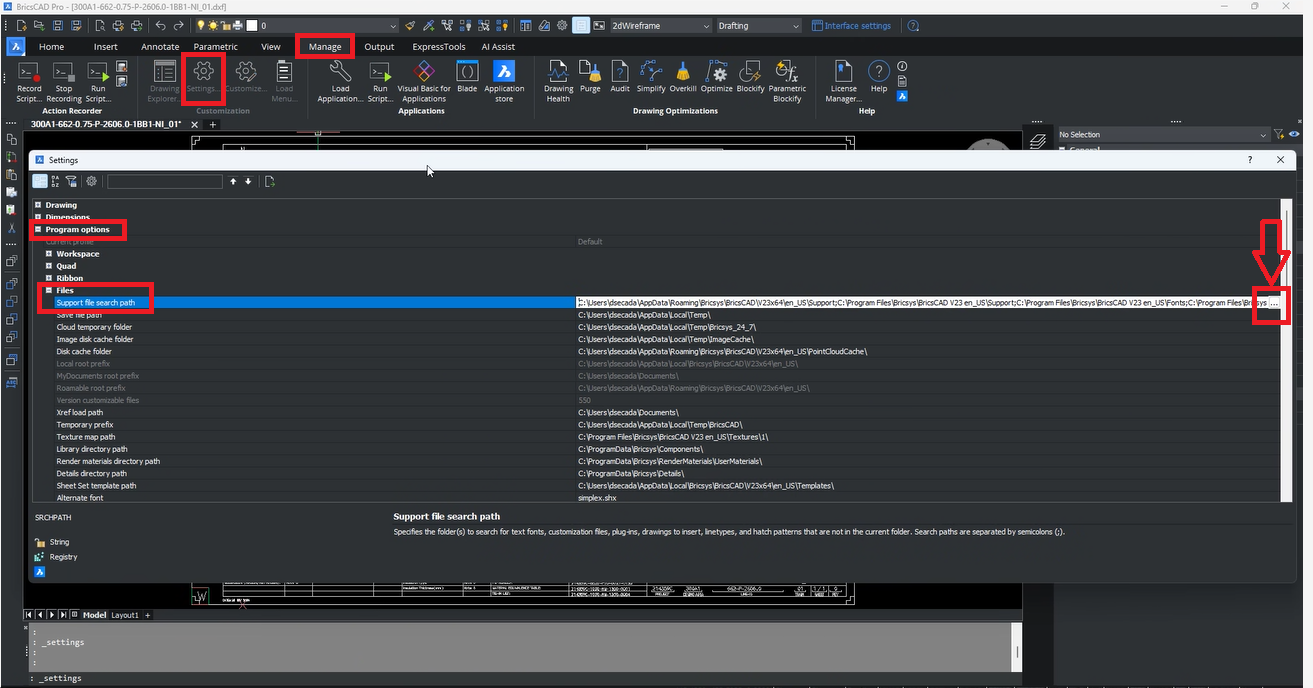 BricsCAD Pro - [300A1-662-0.75-P-2606.0-1BB1-NI_01.dxf]
0
2dWireframe
Drafting
Interface settings
Home Insert Annotate Parametric View Manage Output ExpressTools AI Assist
Record Script... Stop Recording Run Script...
Action Recorder
Drawing Explorer... Settings... Customize... Load Menu...
Customization
Load Application... Run Script... Visual Basic for Applications Blade Application store
Applications
Drawing Health Purge Audit Simplify Overkill Optimize Blockify Parametric Blockify
Drawing Optimizations
License Manager... Help
Help
300A1-662-0.75-P-2606.0-1BB1-NI_01*
No Selection
General
Settings
Drawing
Dimensions
Program options
Current profile Default
Workspace
Quad
Ribbon
Files
Support file search path C:\Users\dsecada\AppData\Roaming\Bricsys\BricsCAD\V23x64\en_US\Support;C:\Program Files\Bricsys\BricsCAD V23 en_US\Support;C:\Program Files\Bricsys\BricsCAD V23 en_US\Fonts;C:\Program Files\Bricsys ...
Save file path C:\Users\dsecada\AppData\Local\Temp\
Cloud temporary folder C:\Users\dsecada\AppData\Local\Temp\Bricsys_24_7\
Image disk cache folder C:\Users\dsecada\AppData\Local\Temp\ImageCache\
Disk cache folder C:\Users\dsecada\AppData\Roaming\Bricsys\BricsCAD\V23x64\en_US\PointCloudCache\
Local root prefix C:\Users\dsecada\AppData\Local\Bricsys\BricsCAD\V23x64\en_US\
MyDocuments root prefix C:\Users\dsecada\Documents\
Roamable root prefix C:\Users\dsecada\AppData\Roaming\Bricsys\BricsCAD\V23x64\en_US\
Version customizable files 550
Xref load path C:\Users\dsecada\Documents\
Temporary prefix C:\Users\dsecada\AppData\Local\Temp\BricsCAD\
Texture map path C:\Program Files\Bricsys\BricsCAD V23 en_US\Textures\1\
Library directory path C:\ProgramData\Bricsys\Components\
Render materials directory path C:\ProgramData\Bricsys\RenderMaterials\UserMaterials\
Details directory path C:\ProgramData\Bricsys\Details\
Sheet Set template path C:\Users\dsecada\AppData\Local\Bricsys\BricsCAD\V23x64\en_US\Templates\
Alternate font simplex.shx
SRCHPATH
String
Registry
Support file search path
Specifies the folder(s) to search for text fonts, customization files, plug-ins, drawings to insert, linetypes, and hatch patterns that are not in the current folder. Search paths are separated by semicolons (;).
W
Model Layout1 +
:
: _settings
:
:
: _settings